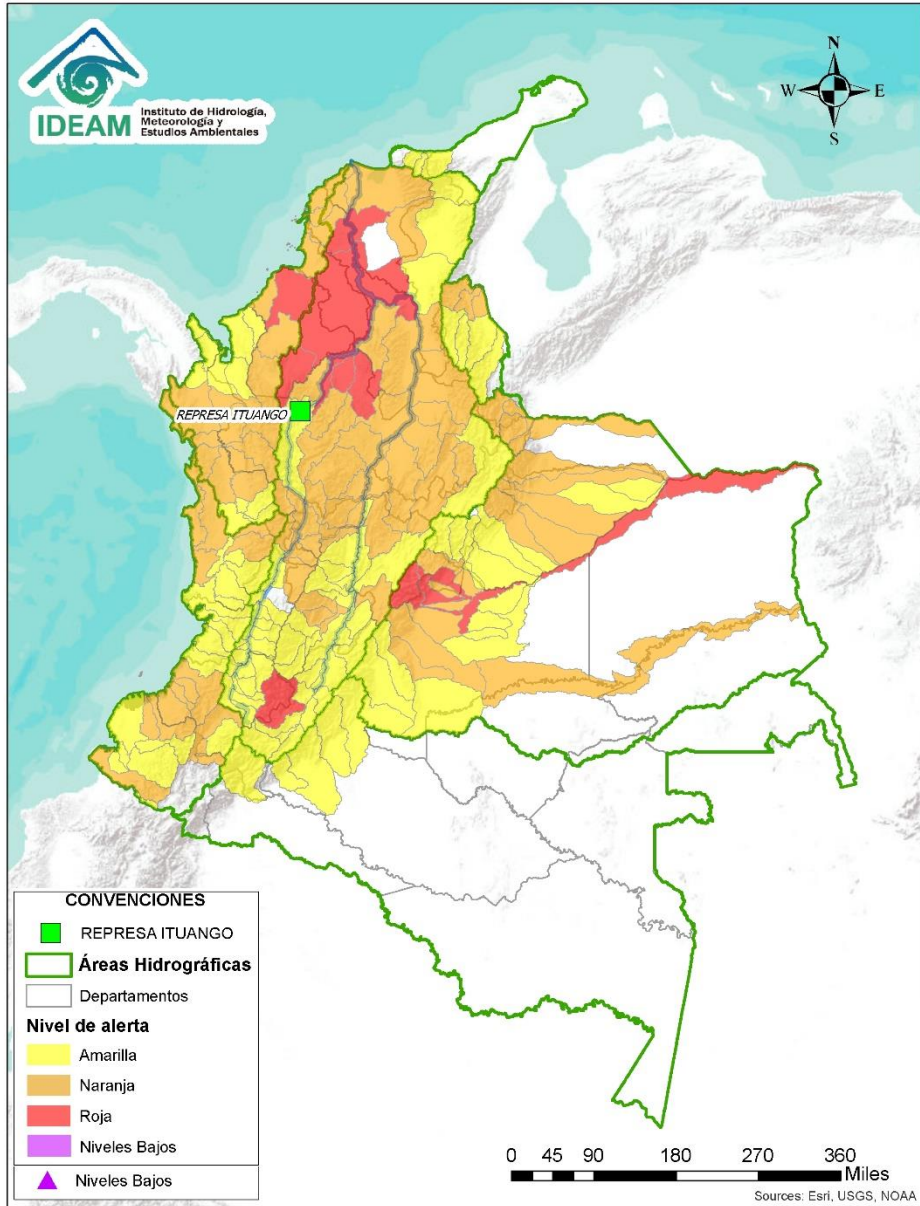 IDEAM
Instituto de Hidrología,
Meteorología y
Estudios Ambientales
N
W
E
S
REPRESA ITUANGO
CONVENCIONES
REPRESA ITUANGO
Áreas Hidrográficas
Departamentos
Nivel de alerta
Amarilla
Naranja
Roja
Niveles Bajos
Niveles Bajos
0 45 90 180 270 360
Miles
Sources: Esri, USGS, NOAA